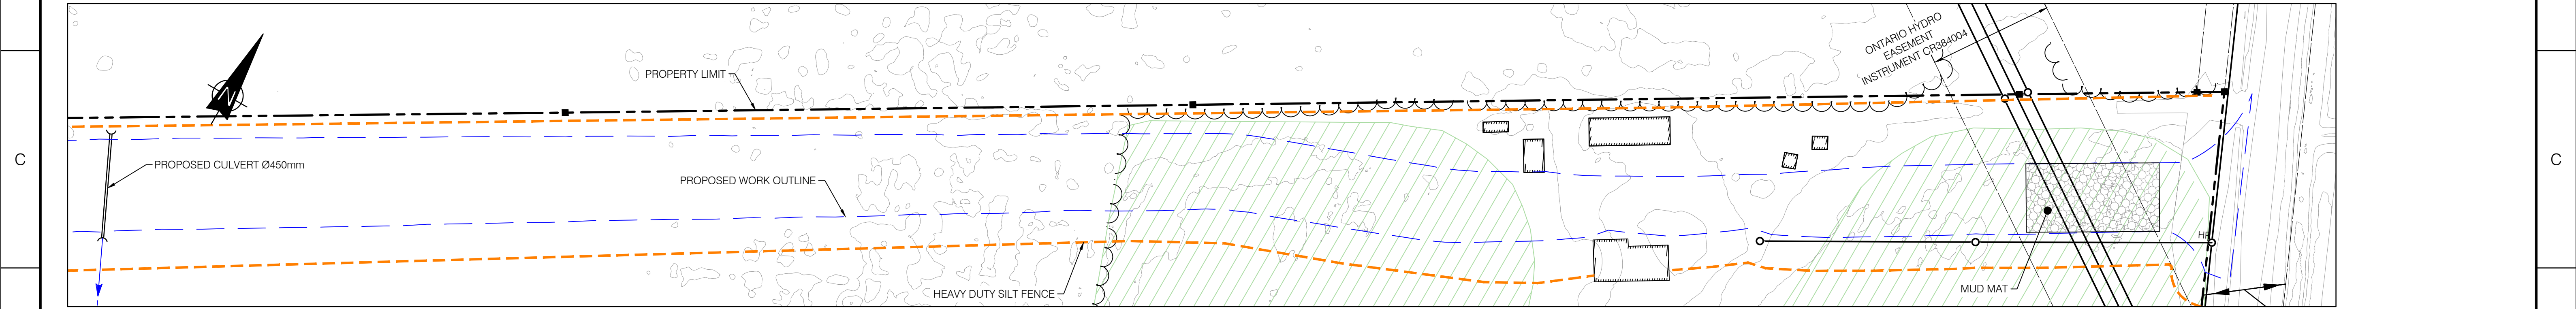 ONTARIO HYDRO
EASEMENT
INSTRUMENT CR384004
PROPERTY LIMIT
N
C
C
PROPOSED CULVERT Ø450mm
PROPOSED WORK OUTLINE
HP
HEAVY DUTY SILT FENCE
MUD MAT